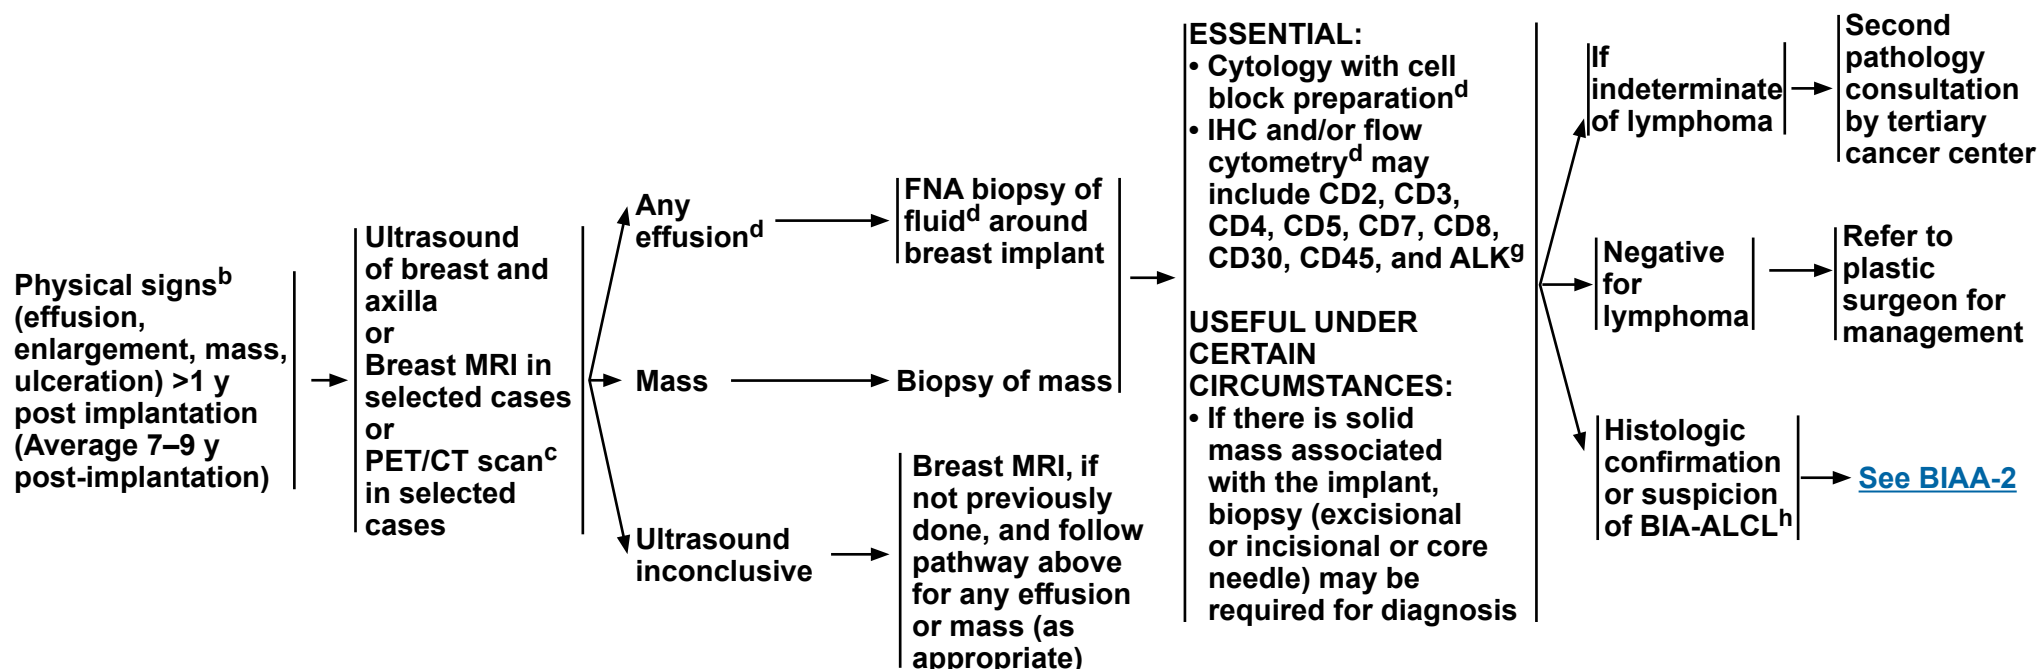 Physical signsb
(effusion,
enlargement, mass,
ulceration) >1 y
post implantation
(Average 7–9 y
post-implantation)
Ultrasound
of breast and
axilla
or
Breast MRI in
selected cases
or
PET/CT scanc
in selected
cases
Any
effusiond
Mass
Ultrasound
inconclusive
FNA biopsy of
fluidd around
breast implant
Biopsy of mass
Breast MRI, if
not previously
done, and follow
pathway above
for any effusion
or mass (as
appropriate)
ESSENTIAL:
• Cytology with cell
block preparationd
• IHC and/or flow
cytometryd may
include CD2, CD3,
CD4, CD5, CD7, CD8,
CD30, CD45, and ALKg
USEFUL UNDER
CERTAIN
CIRCUMSTANCES:
• If there is solid
mass associated
with the implant,
biopsy (excisional
or incisional or core
needle) may be
required for diagnosis
If
indeterminate
of lymphoma
Second
pathology
consultation
by tertiary
cancer center
Negative
for
lymphoma
Refer to
plastic
surgeon for
management
Histologic
confirmation
or suspicion
of BIA-ALCLh
See BIAA-2